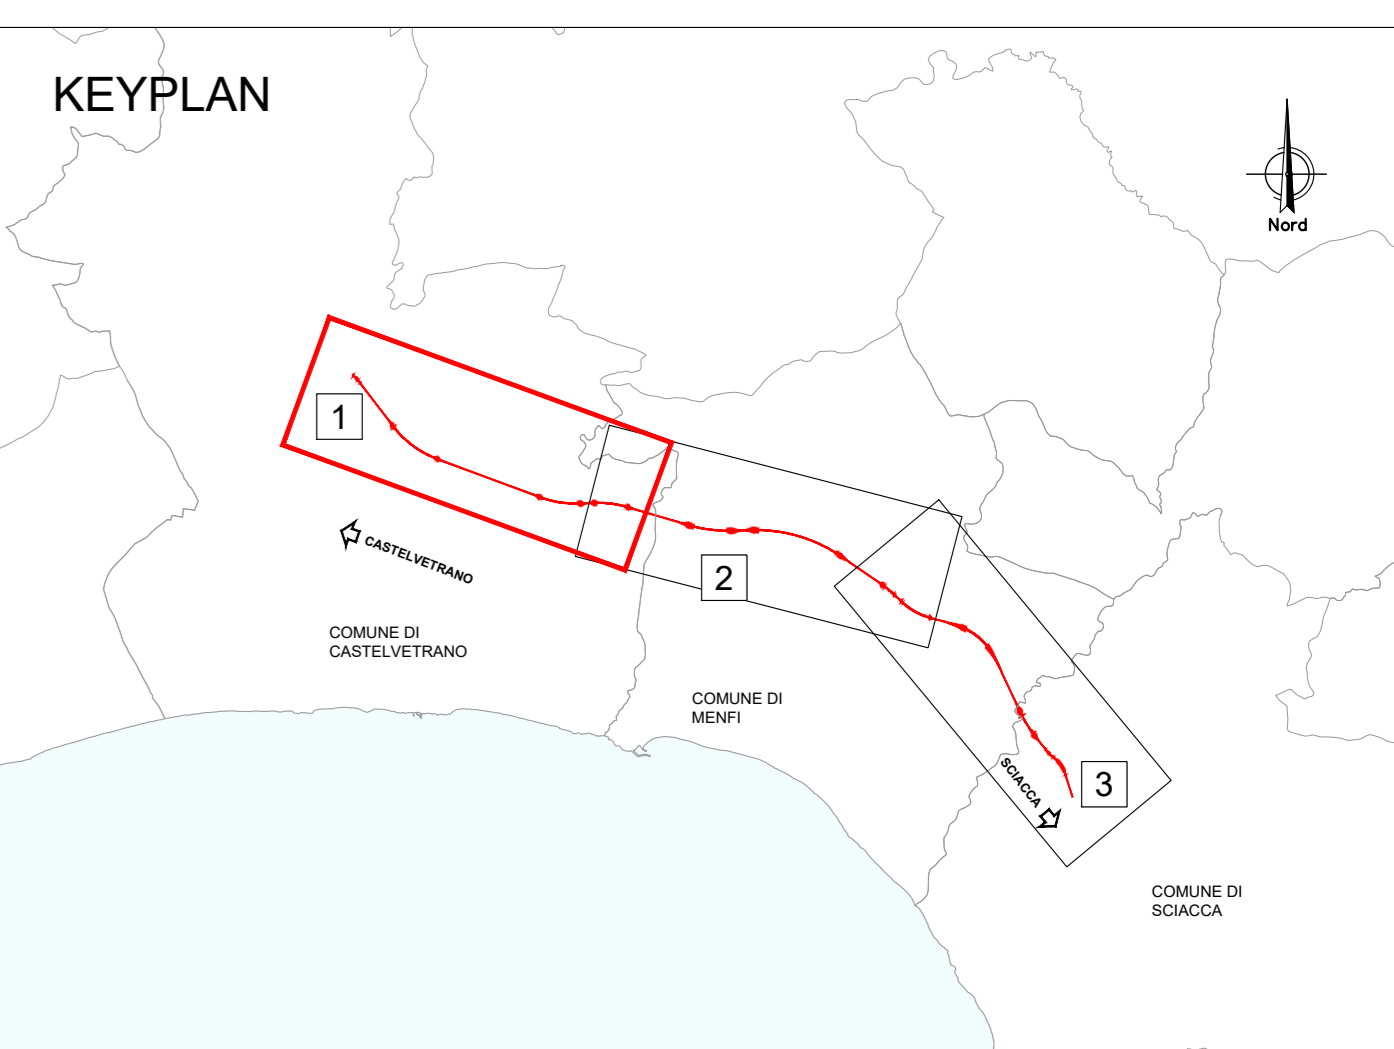 KEYPLAN
Nord
1
CASTELVETRANO
2
COMUNE DI
CASTELVETRANO
COMUNE DI
MENFI
SCIACCA
3
COMUNE DI
SCIACCA